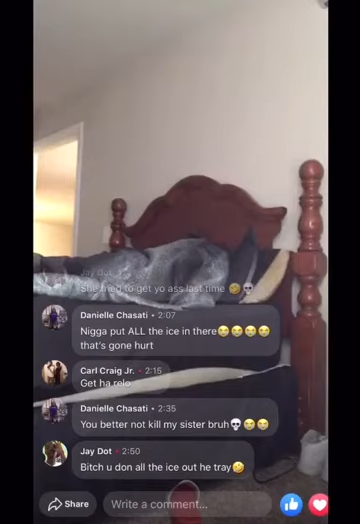 Jay Dot
She tried to get yo ass last time 🤣💀
Danielle Chasati • 2:07
Nigga put ALL the ice in there😭😭😭😭
that's gone hurt
Carl Craig Jr. • 2:15
Get ha relo
Danielle Chasati • 2:35
You better not kill my sister bruh💀😭😭
Jay Dot • 2:50
Bitch u don all the ice out he tray🤣
Share
Write a comment...